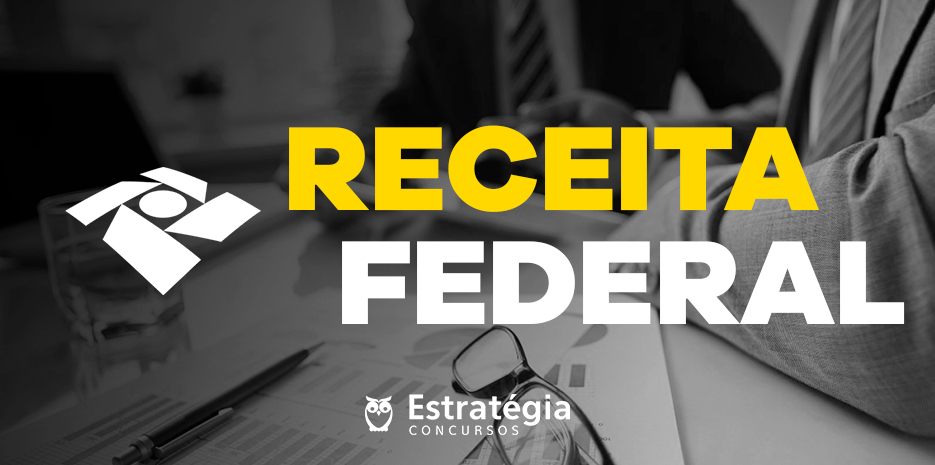 RECEITA
FEDERAL
Estratégia
CONCURSOS